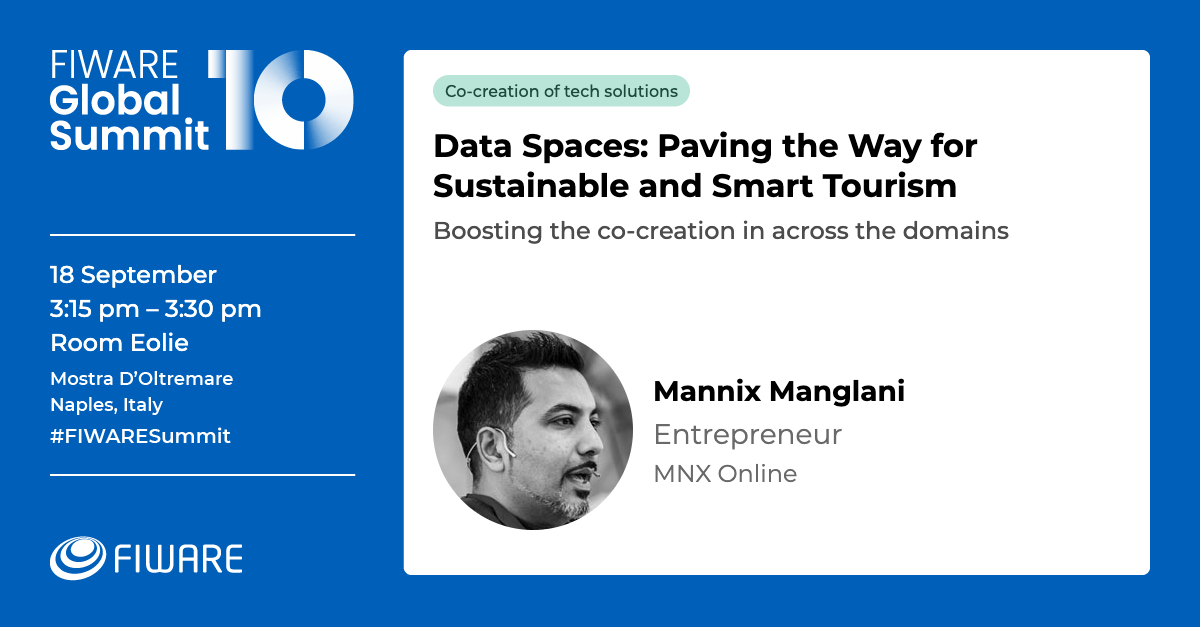 FIWARE
Global
Summit
10
18 September
3:15 pm – 3:30 pm
Room Eolie
Mostra D’Oltremare
Naples, Italy
#FIWARESummit
FIWARE
Co-creation of tech solutions
Data Spaces: Paving the Way for
Sustainable and Smart Tourism
Boosting the co-creation in across the domains
Mannix Manglani
Entrepreneur
MNX Online